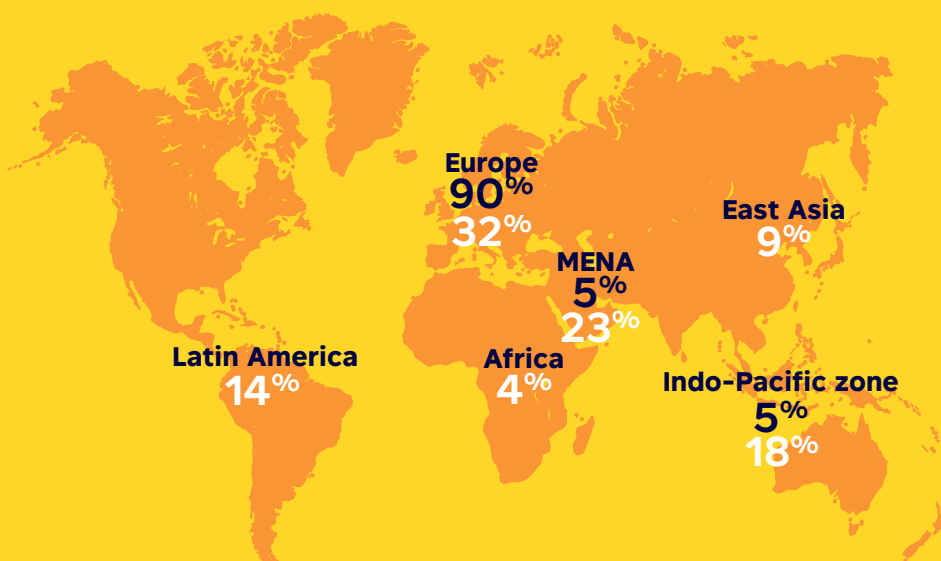 Europe
90%
32%
East Asia
9%
MENA
5%
23%
Latin America
14%
Africa
4%
Indo-Pacific zone
5%
18%